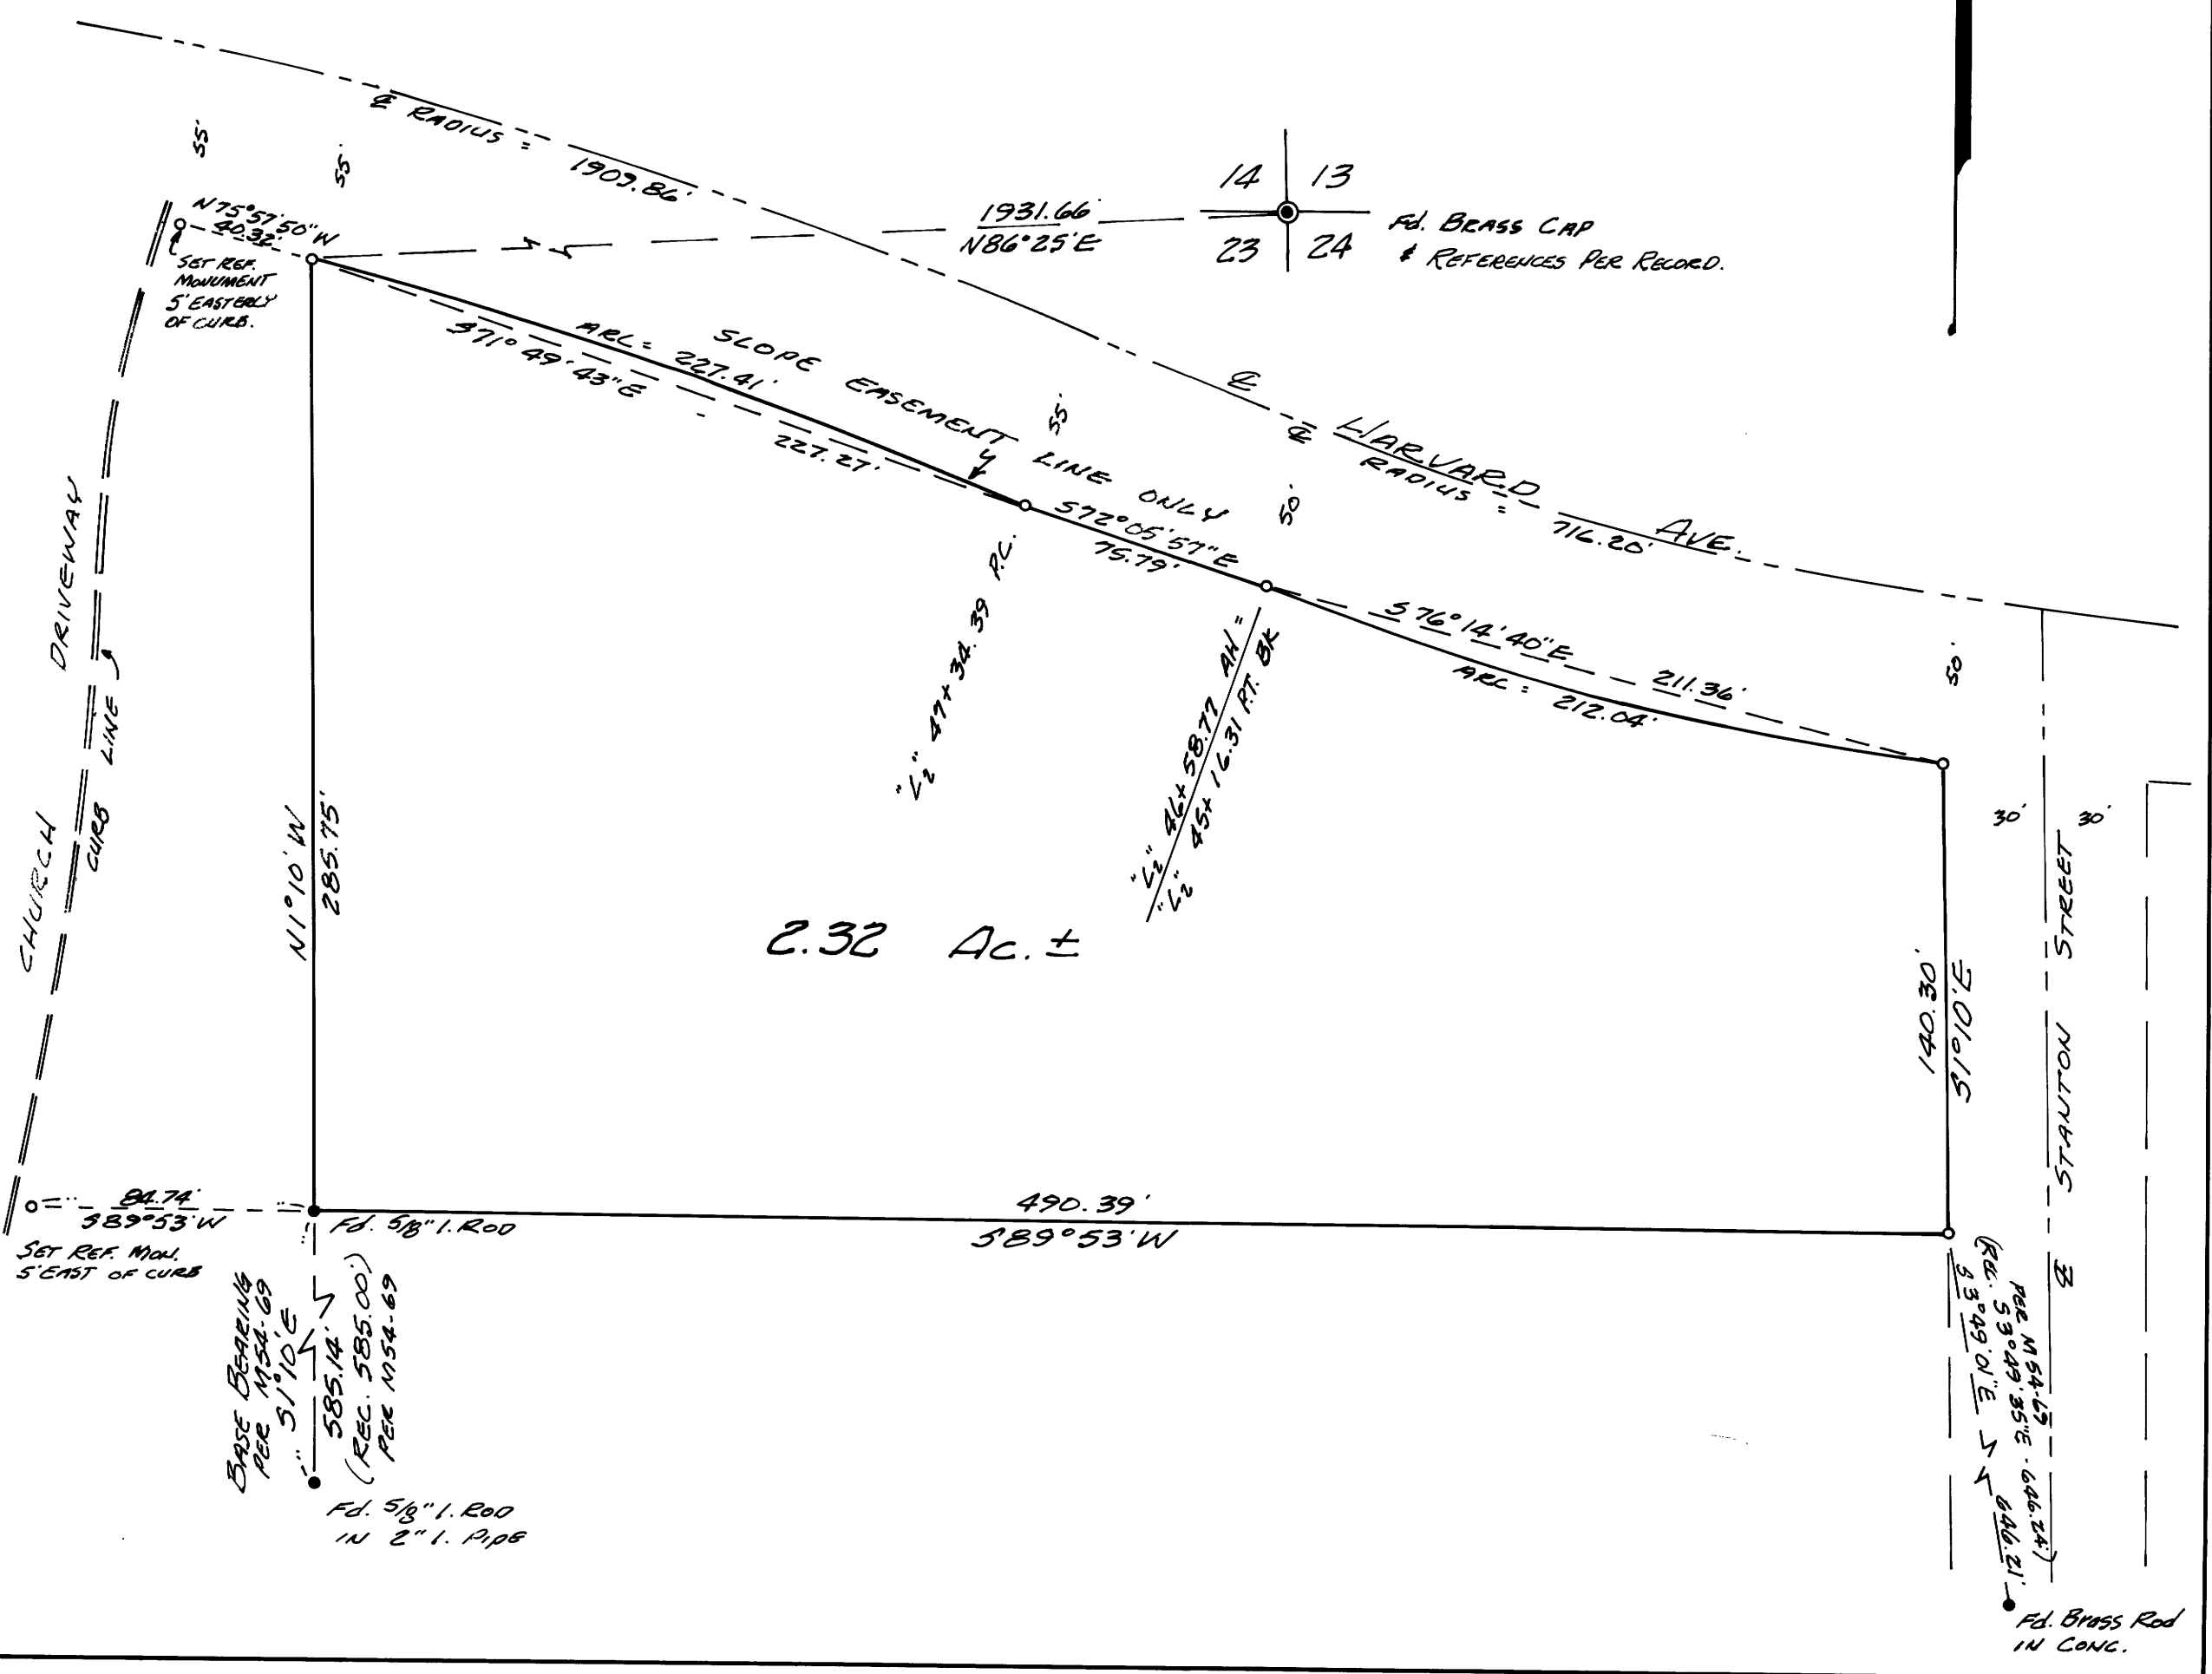 ℄ RADIUS = 1909.86'
55'
55'
N75°57'50"W
40.32'
SET REF.
MONUMENT
5' EASTERLY
OF CURB.
1931.66'
N86°25'E
14 13
23 24
Fd. BRASS CAP
& REFERENCES PER RECORD.
ARC = 227.41'
S71°49'43"E - 227.27'
SLOPE EASEMENT LINE ONLY
55'
50'
℄
℄ HARVARD AVE.
RADIUS = 716.20'
S72°05'57"E
75.79'
S76°14'40"E 211.36'
ARC = 212.04'
50'
"L2" 47+34.39 P.C.
"L2" 46+58.77 AH =
"L2" 45+16.31 P.T. BK
CHURCH DRIVEWAY
CURB LINE
N1°10'W
285.75'
2.32 Ac. ±
140.30'
S1°10'E
30' 30'
℄ STANTON STREET
84.74'
S89°53'W
SET REF. MON.
5' EAST OF CURB
Fd. 5/8" I. ROD
490.39'
S89°53'W
BASE BEARING
PER M54-69
S1°10'E
585.14'
(REC. 585.00')
PER M54-69
Fd. 5/8" I. ROD
IN 2" I. PIPE
PER M54-69
(REC. S3°49'35"E - 646.24')
S3°49'01"E 646.21'
Fd. Brass Rod
IN CONC.